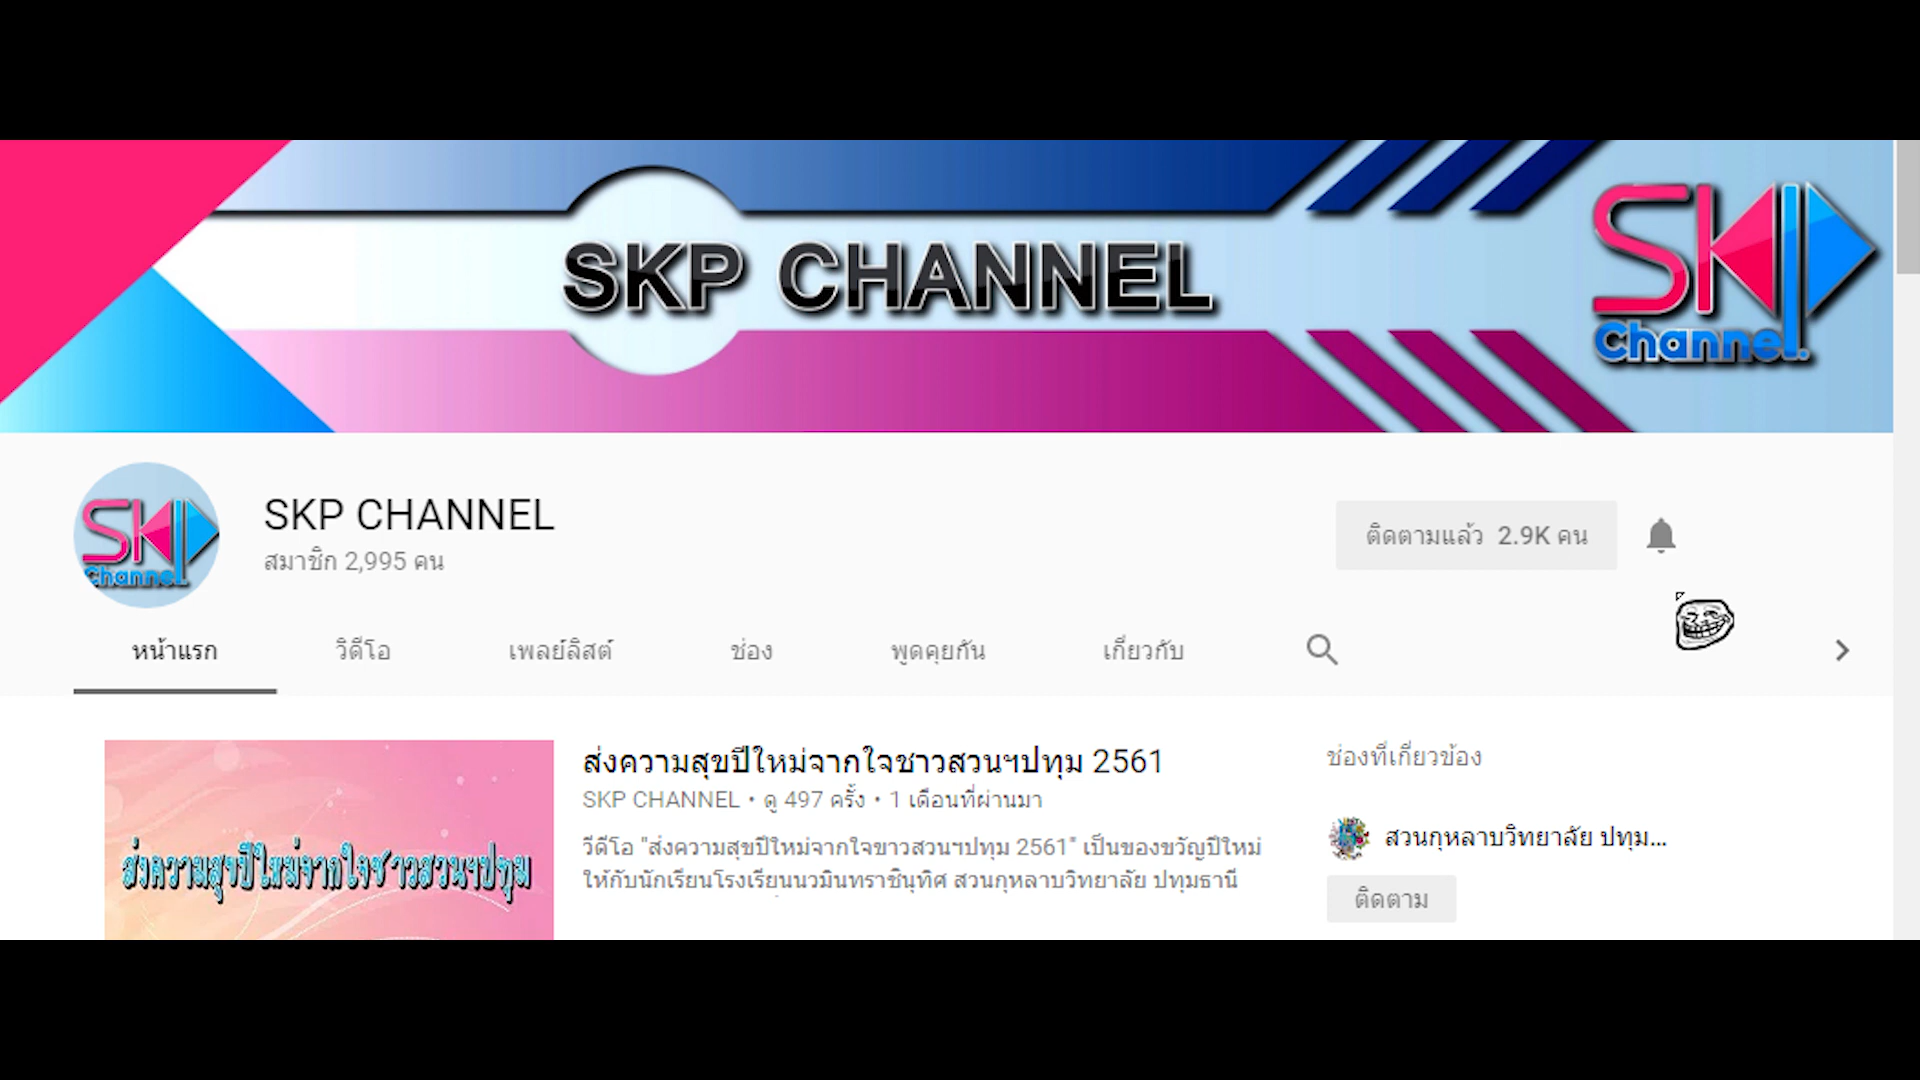 SKP CHANNEL
SKP
Channel.
SKP
Channel.
SKP CHANNEL
สมาชิก 2,995 คน
ติดตามแล้ว 2.9K คน
หน้าแรก
วิดีโอ
เพลย์ลิสต์
ช่อง
พูดคุยกัน
เกี่ยวกับ
ส่งความสุขปีใหม่จากใจชาวสวนฯปทุม
ส่งความสุขปีใหม่จากใจชาวสวนฯปทุม 2561
SKP CHANNEL • ดู 497 ครั้ง • 1 เดือนที่ผ่านมา
วีดีโอ "ส่งความสุขปีใหม่จากใจขาวสวนฯปทุม 2561" เป็นของขวัญปีใหม่
ให้กับนักเรียนโรงเรียนนวมินทราชินุทิศ สวนกุหลาบวิทยาลัย ปทุมธานี
ช่องที่เกี่ยวข้อง
สวนกุหลาบวิทยาลัย ปทุม...
ติดตาม